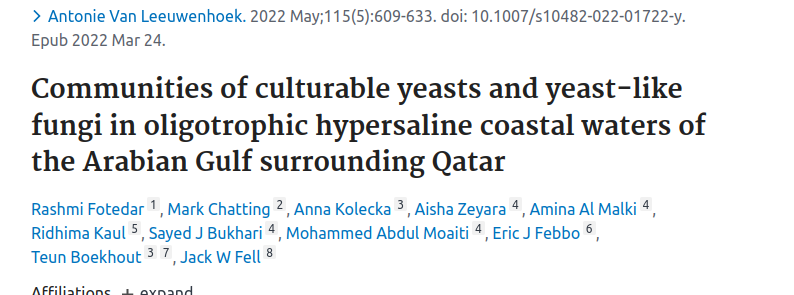 > Antonie Van Leeuwenhoek. 2022 May;115(5):609-633. doi: 10.1007/s10482-022-01722-y.
Epub 2022 Mar 24.
Communities of culturable yeasts and yeast-like
fungi in oligotrophic hypersaline coastal waters of
the Arabian Gulf surrounding Qatar
Rashmi Fotedar 1, Mark Chatting 2, Anna Kolecka 3, Aisha Zeyara 4, Amina Al Malki 4,
Ridhima Kaul 5, Sayed J Bukhari 4, Mohammed Abdul Moaiti 4, Eric J Febbo 6,
Teun Boekhout 3 7, Jack W Fell 8
Affiliations + expand